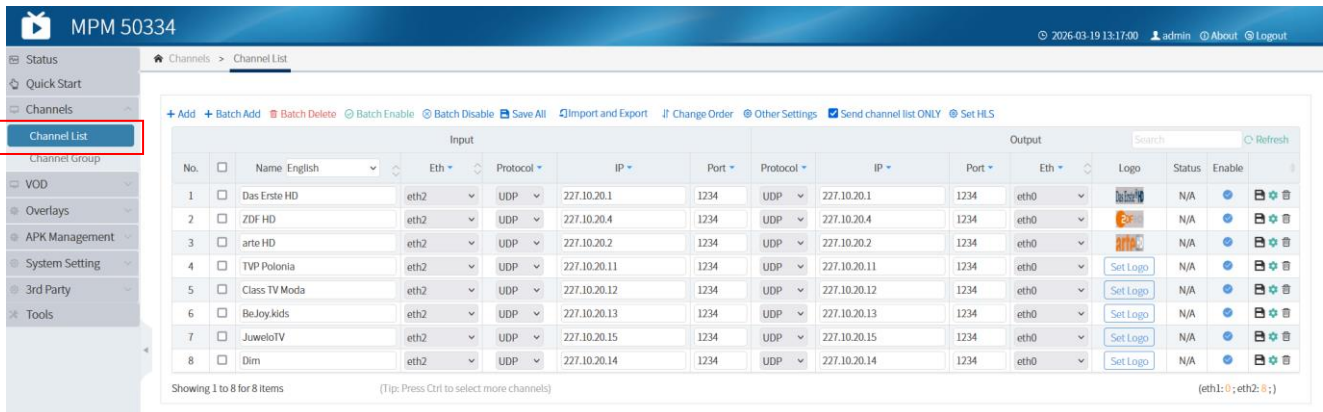 MPM 50334
2026-03-19 13:17:00 admin About Logout
Status
Channels > Channel List
Quick Start
Channels
Channel List
Channel Group
VOD
Overlays
APK Management
System Setting
3rd Party
Tools
+ Add + Batch Add Batch Delete Batch Enable Batch Disable Save All Import and Export Change Order Other Settings Send channel list ONLY Set HLS
Input Output Search Refresh
No. Name English Eth Protocol IP Port Protocol IP Port Eth Logo Status Enable
1 Das Erste HD eth2 UDP 227.10.20.1 1234 UDP 227.10.20.1 1234 eth0 Das Erste HD N/A
2 ZDF HD eth2 UDP 227.10.20.4 1234 UDP 227.10.20.4 1234 eth0 ZDF N/A
3 arte HD eth2 UDP 227.10.20.2 1234 UDP 227.10.20.2 1234 eth0 arte N/A
4 TVP Polonia eth2 UDP 227.10.20.11 1234 UDP 227.10.20.11 1234 eth0 Set Logo N/A
5 Class TV Moda eth2 UDP 227.10.20.12 1234 UDP 227.10.20.12 1234 eth0 Set Logo N/A
6 BeJoy.kids eth2 UDP 227.10.20.13 1234 UDP 227.10.20.13 1234 eth0 Set Logo N/A
7 JuweloTV eth2 UDP 227.10.20.15 1234 UDP 227.10.20.15 1234 eth0 Set Logo N/A
8 Dim eth2 UDP 227.10.20.14 1234 UDP 227.10.20.14 1234 eth0 Set Logo N/A
Showing 1 to 8 for 8 items (Tip: Press Ctrl to select more channels) (eth1: 0 ; eth2: 8 ; )